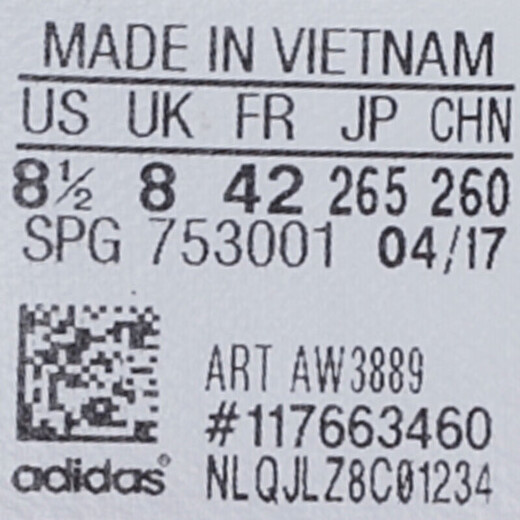 MADE IN VIETNAM
US UK FR JP CHN
8½ 8 42 265 260
SPG 753001 04/17
ART AW3889
#117663460
adidas® NLQJLZ8C01234